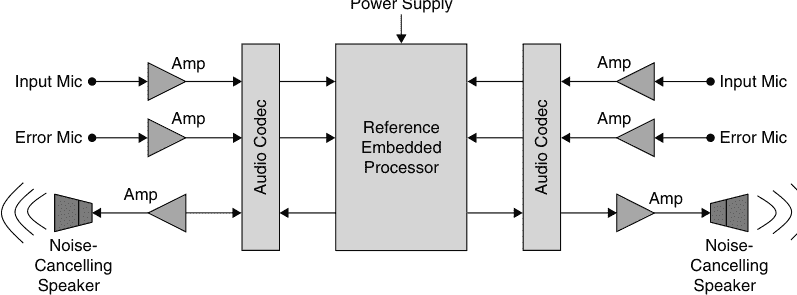 Power Supply
Amp
Amp
Input Mic
Input Mic
Amp
Amp
Error Mic
Error Mic
Audio Codec
Reference
Embedded
Processor
Audio Codec
Amp
Amp
Noise-
Cancelling
Speaker
Noise-
Cancelling
Speaker